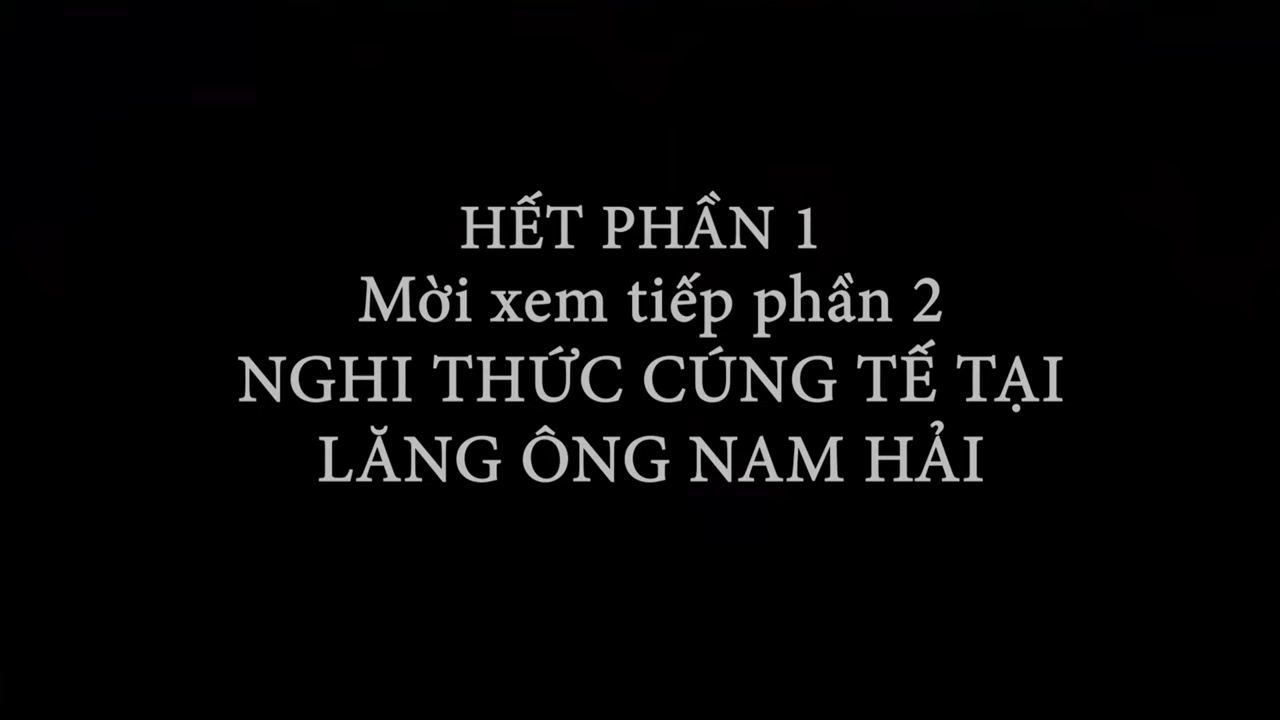 HẾT PHẦN 1
Mời xem tiếp phần 2
NGHI THỨC CÚNG TẾ TẠI
LĂNG ÔNG NAM HẢI